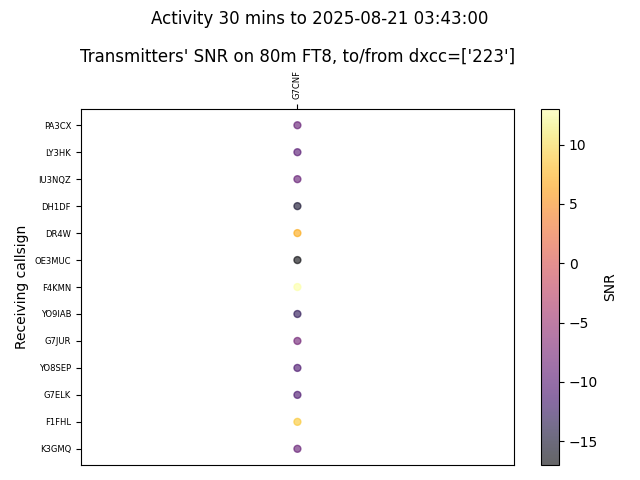 Activity 30 mins to 2025-08-21 03:43:00
Transmitters' SNR on 80m FT8, to/from dxcc=['223']
G7CNF
PA3CX
LY3HK
IU3NQZ
DH1DF
DR4W
OE3MUC
F4KMN
YO9IAB
G7JUR
YO8SEP
G7ELK
F1FHL
K3GMQ
Receiving callsign
10
5
0
−5
−10
−15
SNR